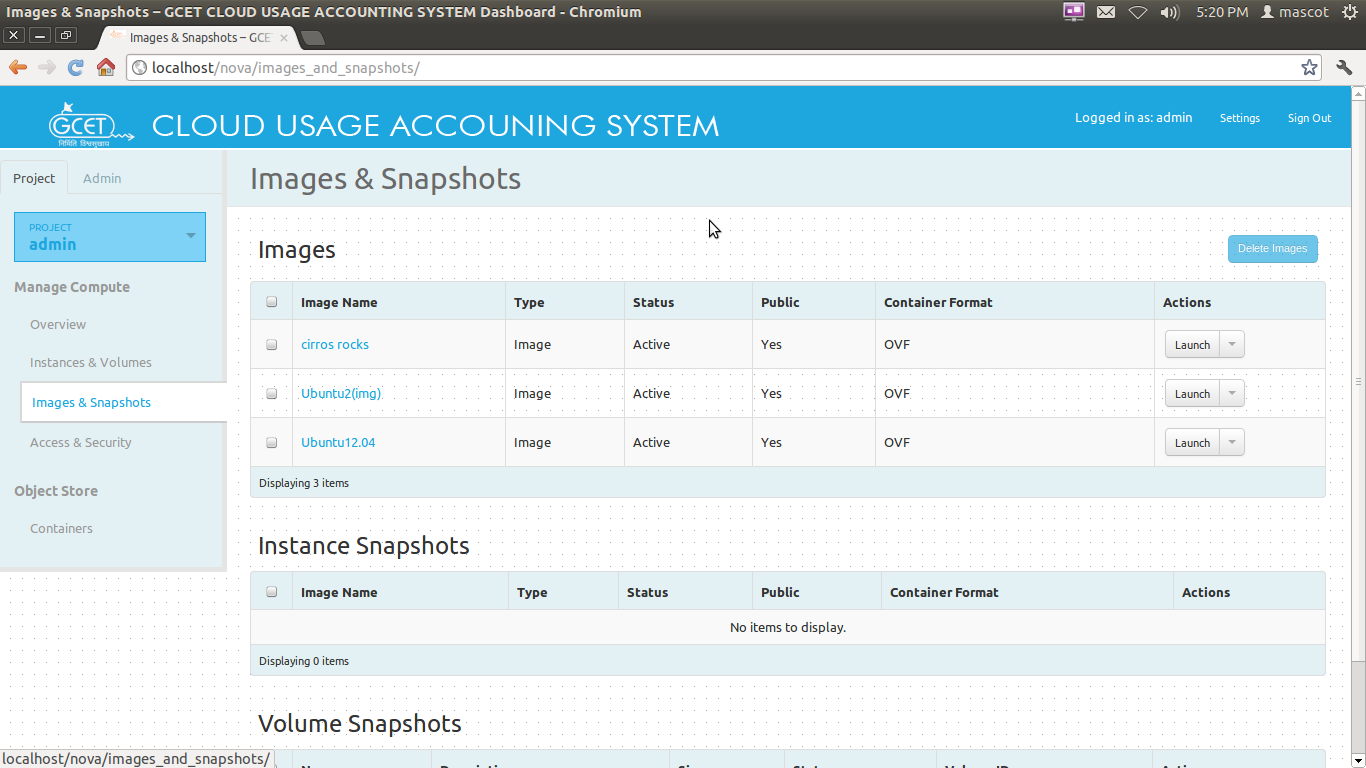 Images & Snapshots – GCET CLOUD USAGE ACCOUNTING SYSTEM Dashboard - Chromium
5:20 PM
mascot
Images & Snapshots – GCE
localhost/nova/images_and_snapshots/
GCET
निर्मिति विश्वसुखाय
CLOUD USAGE ACCOUNING SYSTEM
Logged in as: admin
Settings
Sign Out
Project
Admin
PROJECT
admin
Manage Compute
Overview
Instances & Volumes
Images & Snapshots
Access & Security
Object Store
Containers
Images & Snapshots
Images
Delete Images
Image Name Type Status Public Container Format Actions
cirros rocks Image Active Yes OVF Launch
Ubuntu2(img) Image Active Yes OVF Launch
Ubuntu12.04 Image Active Yes OVF Launch
Displaying 3 items
Instance Snapshots
Image Name Type Status Public Container Format Actions
No items to display.
Displaying 0 items
Volume Snapshots
localhost/nova/images_and_snapshots/